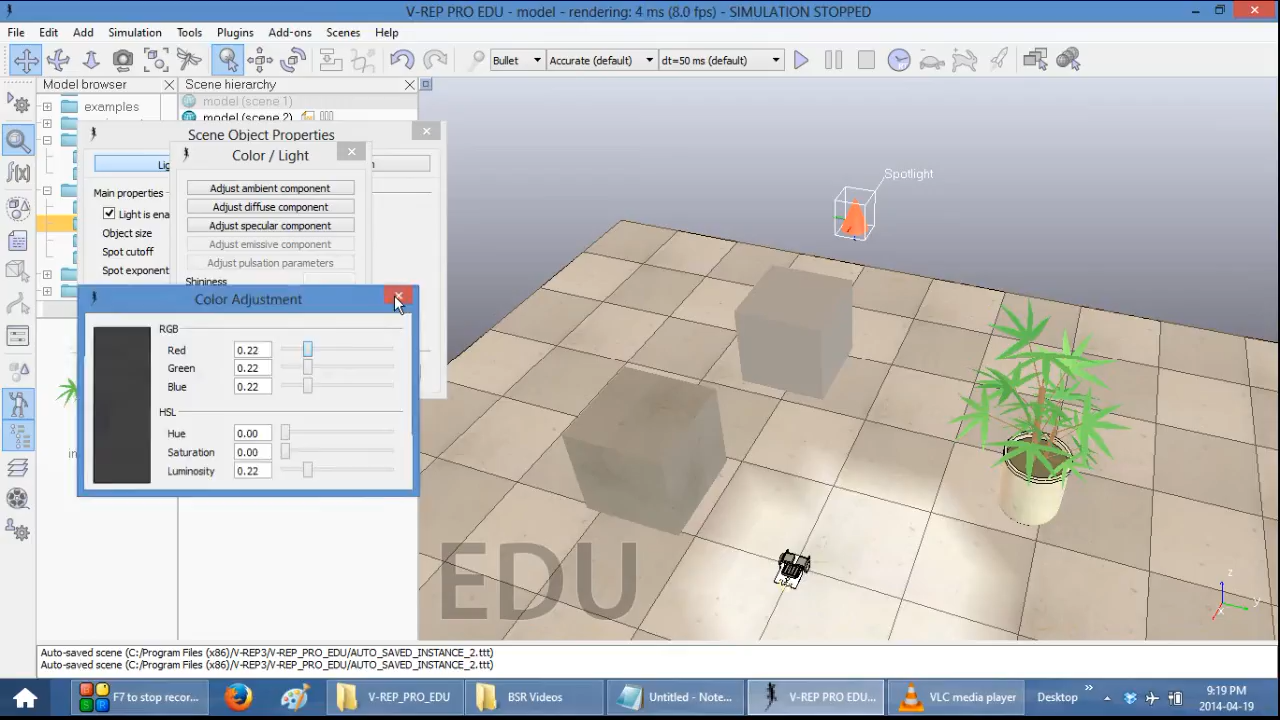 V-REP PRO EDU - model - rendering: 4 ms (8.0 fps) - SIMULATION STOPPED
File Edit Add Simulation Tools Plugins Add-ons Scenes Help
Bullet Accurate (default) dt=50 ms (default)
Model browser Scene hierarchy
examples model (scene 1)
model (scene 2)
Scene Object Properties
Color / Light
Main properties
Light is ena
Object size
Spot cutoff
Spot exponent
Adjust ambient component
Adjust diffuse component
Adjust specular component
Adjust emissive component
Adjust pulsation parameters
Shininess
Color Adjustment
RGB
Red 0.22
Green 0.22
Blue 0.22
HSL
Hue 0.00
Saturation 0.00
Luminosity 0.22
Spotlight
EDU
z
y
x
Auto-saved scene (C:/Program Files (x86)/V-REP3/V-REP_PRO_EDU/AUTO_SAVED_INSTANCE_2.ttt)
Auto-saved scene (C:/Program Files (x86)/V-REP3/V-REP_PRO_EDU/AUTO_SAVED_INSTANCE_2.ttt)
F7 to stop recor... V-REP_PRO_EDU BSR Videos Untitled - Note... V-REP PRO EDU... VLC media player Desktop
9:19 PM
2014-04-19